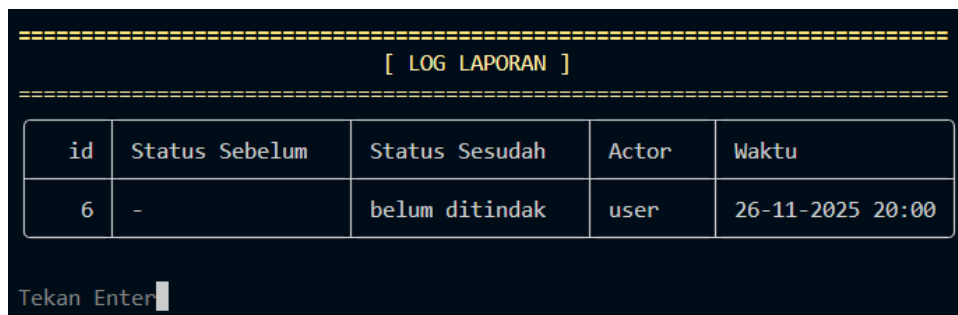 ==========================================================================
[ LOG LAPORAN ]
==========================================================================
id Status Sebelum Status Sesudah Actor Waktu
6 - belum ditindak user 26-11-2025 20:00
Tekan Enter